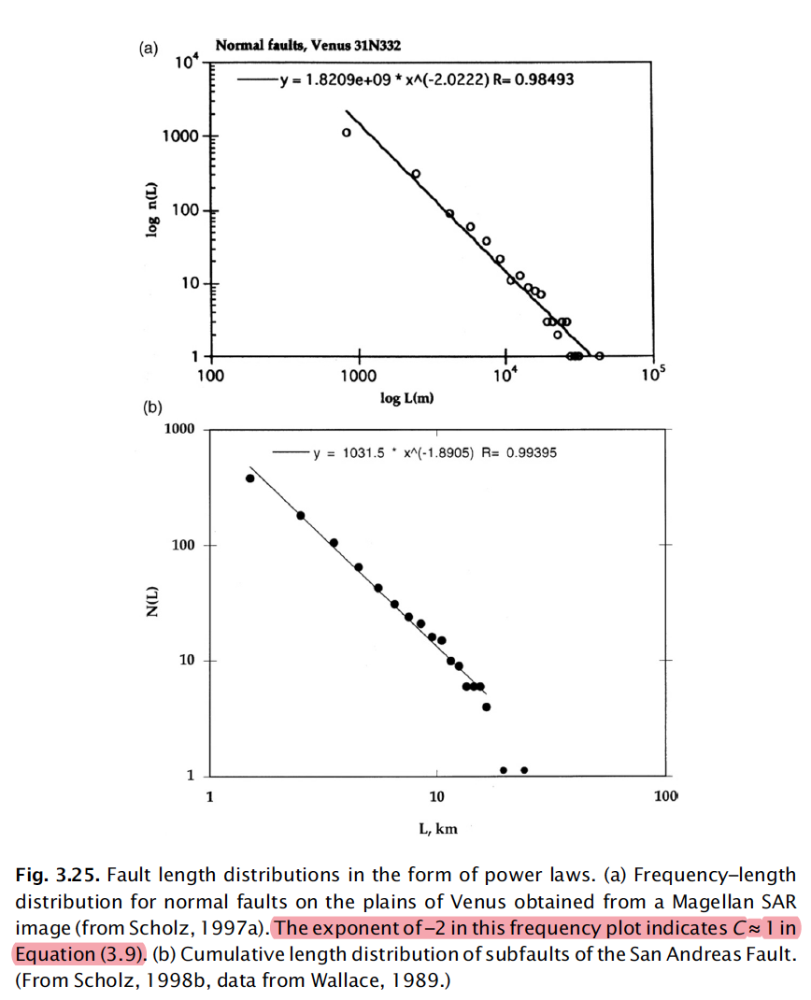 (a)
Normal faults, Venus 31N332
10^4
y = 1.8209e+09 * x^(-2.0222) R= 0.98493
1000
log n(L)
100
10
1
100
1000
10^4
10^5
log L(m)
(b)
1000
y = 1031.5 * x^(-1.8905) R= 0.99395
100
N(L)
10
1
1
10
100
L, km
Fig. 3.25. Fault length distributions in the form of power laws. (a) Frequency–length
distribution for normal faults on the plains of Venus obtained from a Magellan SAR
image (from Scholz, 1997a). The exponent of –2 in this frequency plot indicates C ≈ 1 in
Equation (3.9). (b) Cumulative length distribution of subfaults of the San Andreas Fault.
(From Scholz, 1998b, data from Wallace, 1989.)